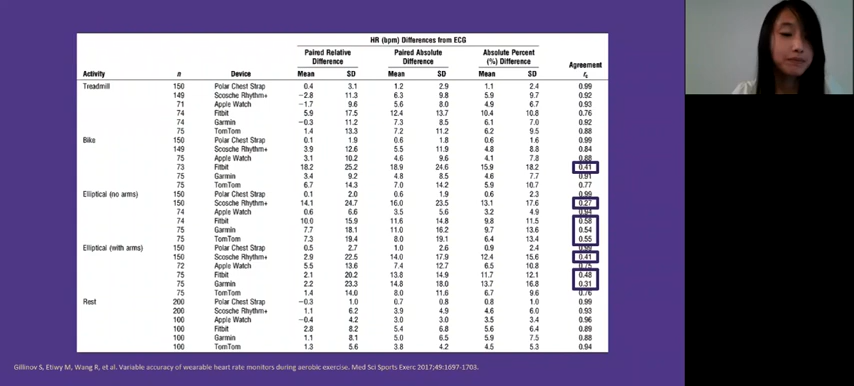 HR (bpm) Differences from ECG
Paired Relative Difference Paired Absolute Difference Absolute Percent (%) Difference Agreement
Activity n Device Mean SD Mean SD Mean SD rs
Treadmill 150 Polar Chest Strap 0.4 3.1 1.2 2.9 1.1 2.4 0.99
149 Scosche Rhythm+ −2.8 11.3 6.3 9.8 5.9 9.7 0.92
71 Apple Watch −1.7 9.6 5.6 8.0 4.9 6.7 0.93
74 Fitbit 5.9 17.5 12.4 13.7 10.4 10.8 0.76
74 Garmin −0.3 11.2 7.3 8.5 6.1 7.0 0.92
75 TomTom 1.4 13.3 7.2 11.2 6.2 9.5 0.88
Bike 150 Polar Chest Strap 0.1 1.9 0.6 1.8 0.6 1.6 0.99
149 Scosche Rhythm+ 3.9 12.6 5.5 11.9 4.8 8.8 0.84
75 Apple Watch 3.1 10.2 4.6 9.6 4.1 7.8 0.88
73 Fitbit 18.2 25.2 18.9 24.6 15.9 18.2 0.41
75 Garmin 3.4 9.2 4.8 8.5 4.6 7.7 0.91
75 TomTom 6.7 14.3 7.0 14.2 5.9 10.7 0.77
Elliptical (no arms) 150 Polar Chest Strap 0.1 2.0 0.6 1.9 0.6 2.3 0.99
150 Scosche Rhythm+ 14.1 24.7 16.0 23.5 13.1 17.6 0.27
74 Apple Watch 0.6 6.6 3.5 5.6 3.2 4.9 0.94
74 Fitbit 10.0 15.9 11.6 14.8 9.8 11.5 0.58
75 Garmin 7.7 18.1 11.0 16.2 9.7 13.6 0.54
75 TomTom 7.3 19.4 8.0 19.1 6.4 13.4 0.55
Elliptical (with arms) 150 Polar Chest Strap 0.5 2.7 1.0 2.6 0.9 2.4 0.99
150 Scosche Rhythm+ 2.9 22.5 14.0 17.9 12.4 15.6 0.41
72 Apple Watch 5.5 13.6 7.4 12.7 6.5 10.8 0.75
75 Fitbit 2.1 20.2 13.8 14.9 11.7 12.1 0.48
75 Garmin 2.2 23.3 14.8 18.0 13.7 16.8 0.31
75 TomTom 1.4 14.0 8.0 11.6 6.7 9.6 0.76
Rest 200 Polar Chest Strap −0.3 1.0 0.7 0.8 0.8 1.0 0.99
200 Scosche Rhythm+ 1.1 6.2 3.9 4.9 4.6 6.0 0.93
100 Apple Watch −0.4 4.2 3.0 3.0 3.5 3.4 0.96
100 Fitbit 2.8 8.2 5.4 6.8 5.6 6.4 0.89
100 Garmin 1.1 8.1 5.0 6.5 5.9 7.5 0.88
100 TomTom 1.3 5.6 3.8 4.2 4.5 5.3 0.94
Gillinov S, Etiwy M, Wang R, et al. Variable accuracy of wearable heart rate monitors during aerobic exercise. Med Sci Sports Exerc 2017;49:1697-1703.